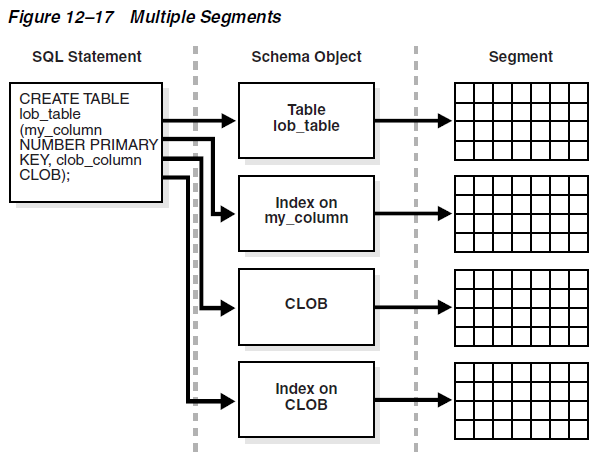 Figure 12–17 Multiple Segments
SQL Statement
Schema Object
Segment
CREATE TABLE
lob_table
(my_column
NUMBER PRIMARY
KEY, clob_column
CLOB);
Table
lob_table
Index on
my_column
CLOB
Index on
CLOB